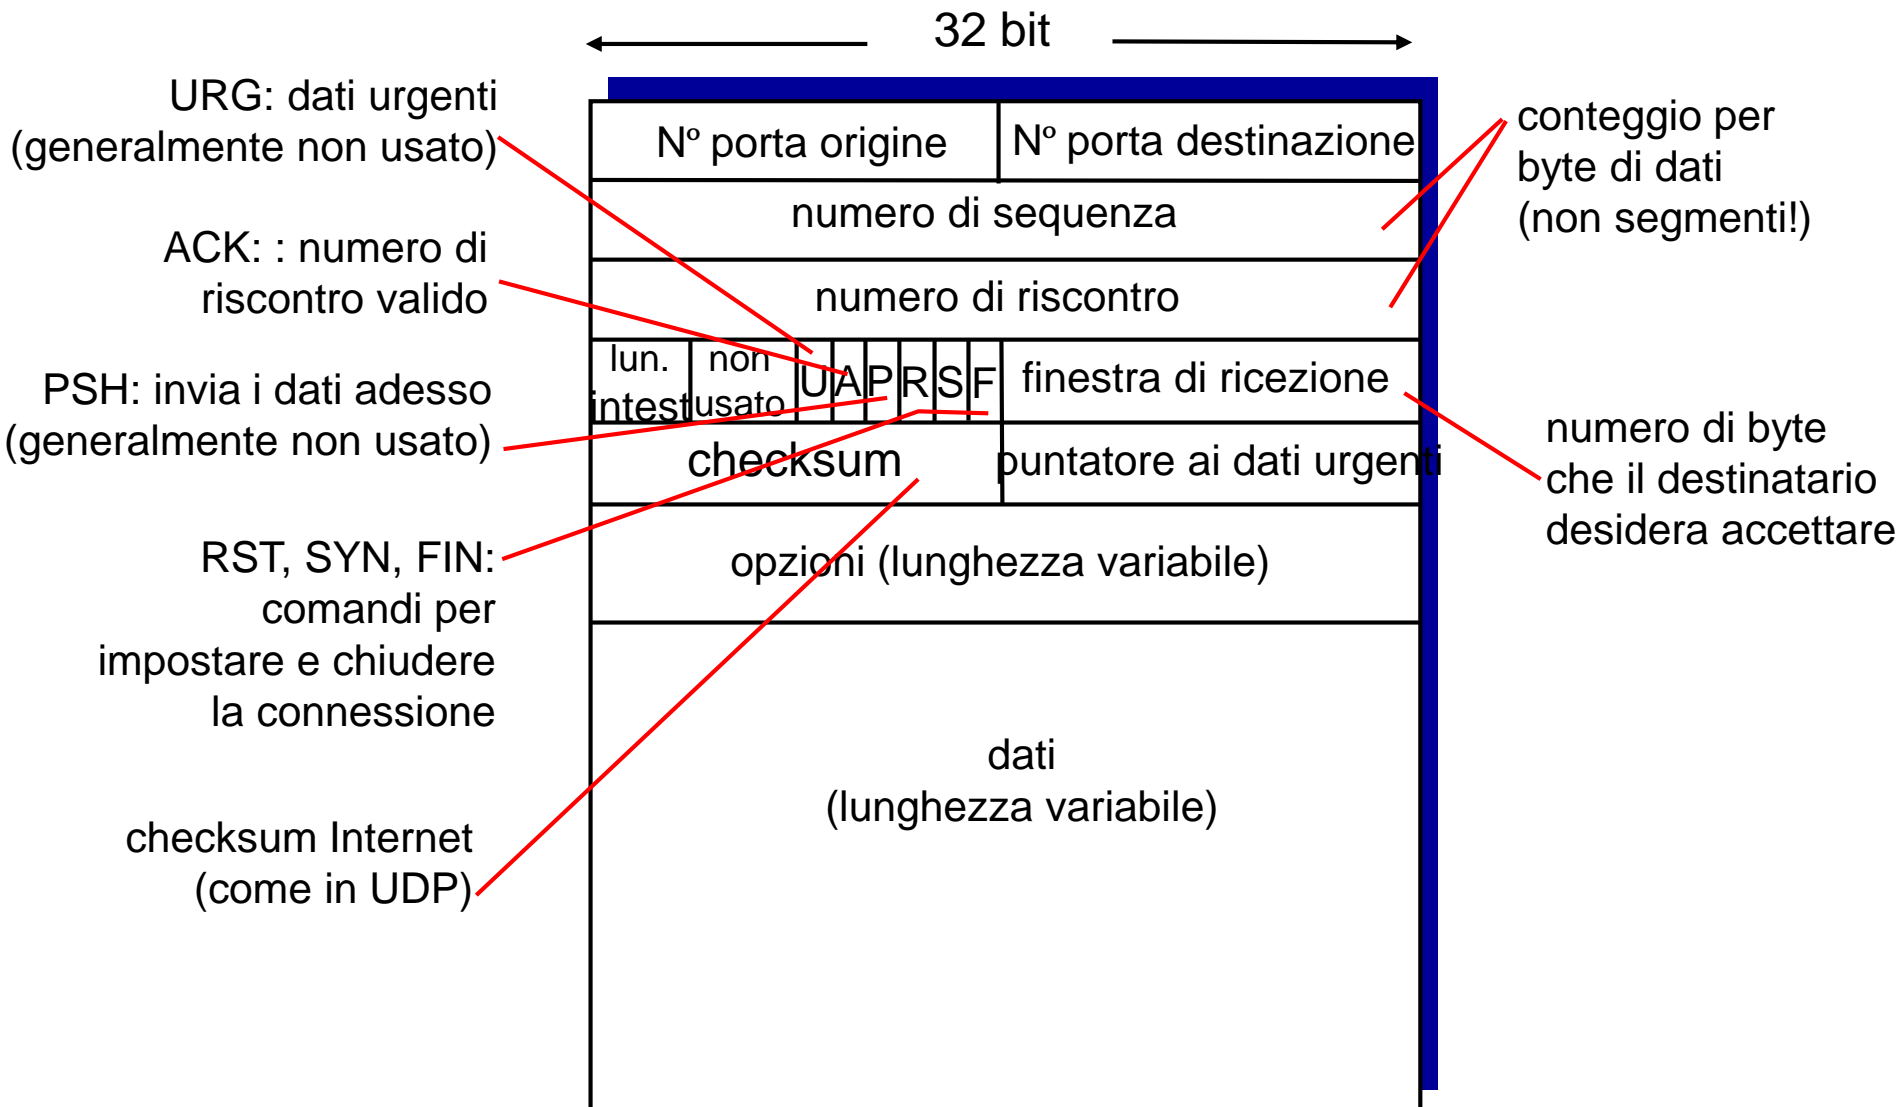 32 bit
URG: dati urgenti
(generalmente non usato)
ACK: : numero di
riscontro valido
PSH: invia i dati adesso
(generalmente non usato)
RST, SYN, FIN:
comandi per
impostare e chiudere
la connessione
checksum Internet
(come in UDP)
Nº porta origine
Nº porta destinazione
numero di sequenza
numero di riscontro
lun.
intest
non
usato
U A P R S F
finestra di ricezione
checksum
puntatore ai dati urgenti
opzioni (lunghezza variabile)
dati
(lunghezza variabile)
conteggio per
byte di dati
(non segmenti!)
numero di byte
che il destinatario
desidera accettare